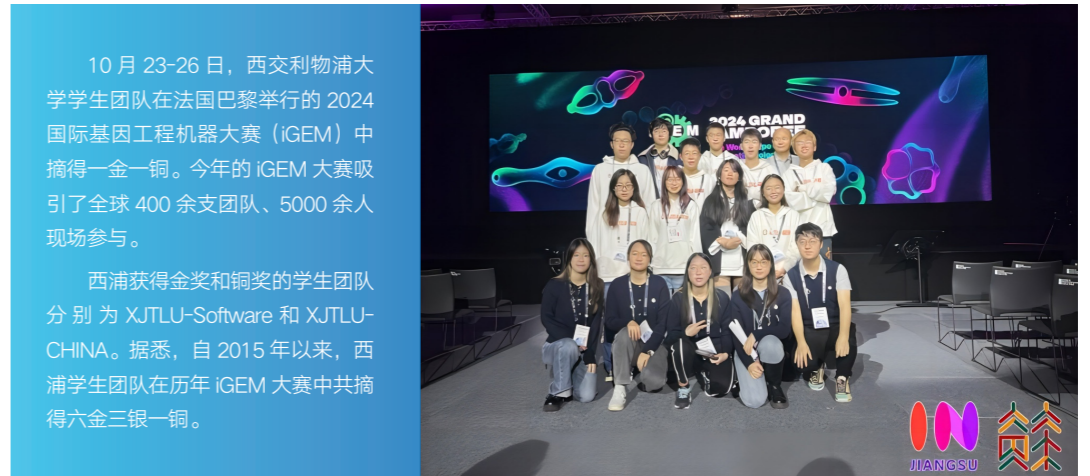 10 月 23-26 日，西交利物浦大
学学生团队在法国巴黎举行的 2024
国际基因工程机器大赛（iGEM）中
摘得一金一铜。今年的 iGEM 大赛吸
引了全球 400 余支团队、5000 余人
现场参与。
西浦获得金奖和铜奖的学生团队
分别为 XJTLU-Software 和 XJTLU-
CHINA。据悉，自 2015 年以来，西
浦学生团队在历年 iGEM 大赛中共摘
得六金三银一铜。
2024 GRAND
IN
JIANGSU